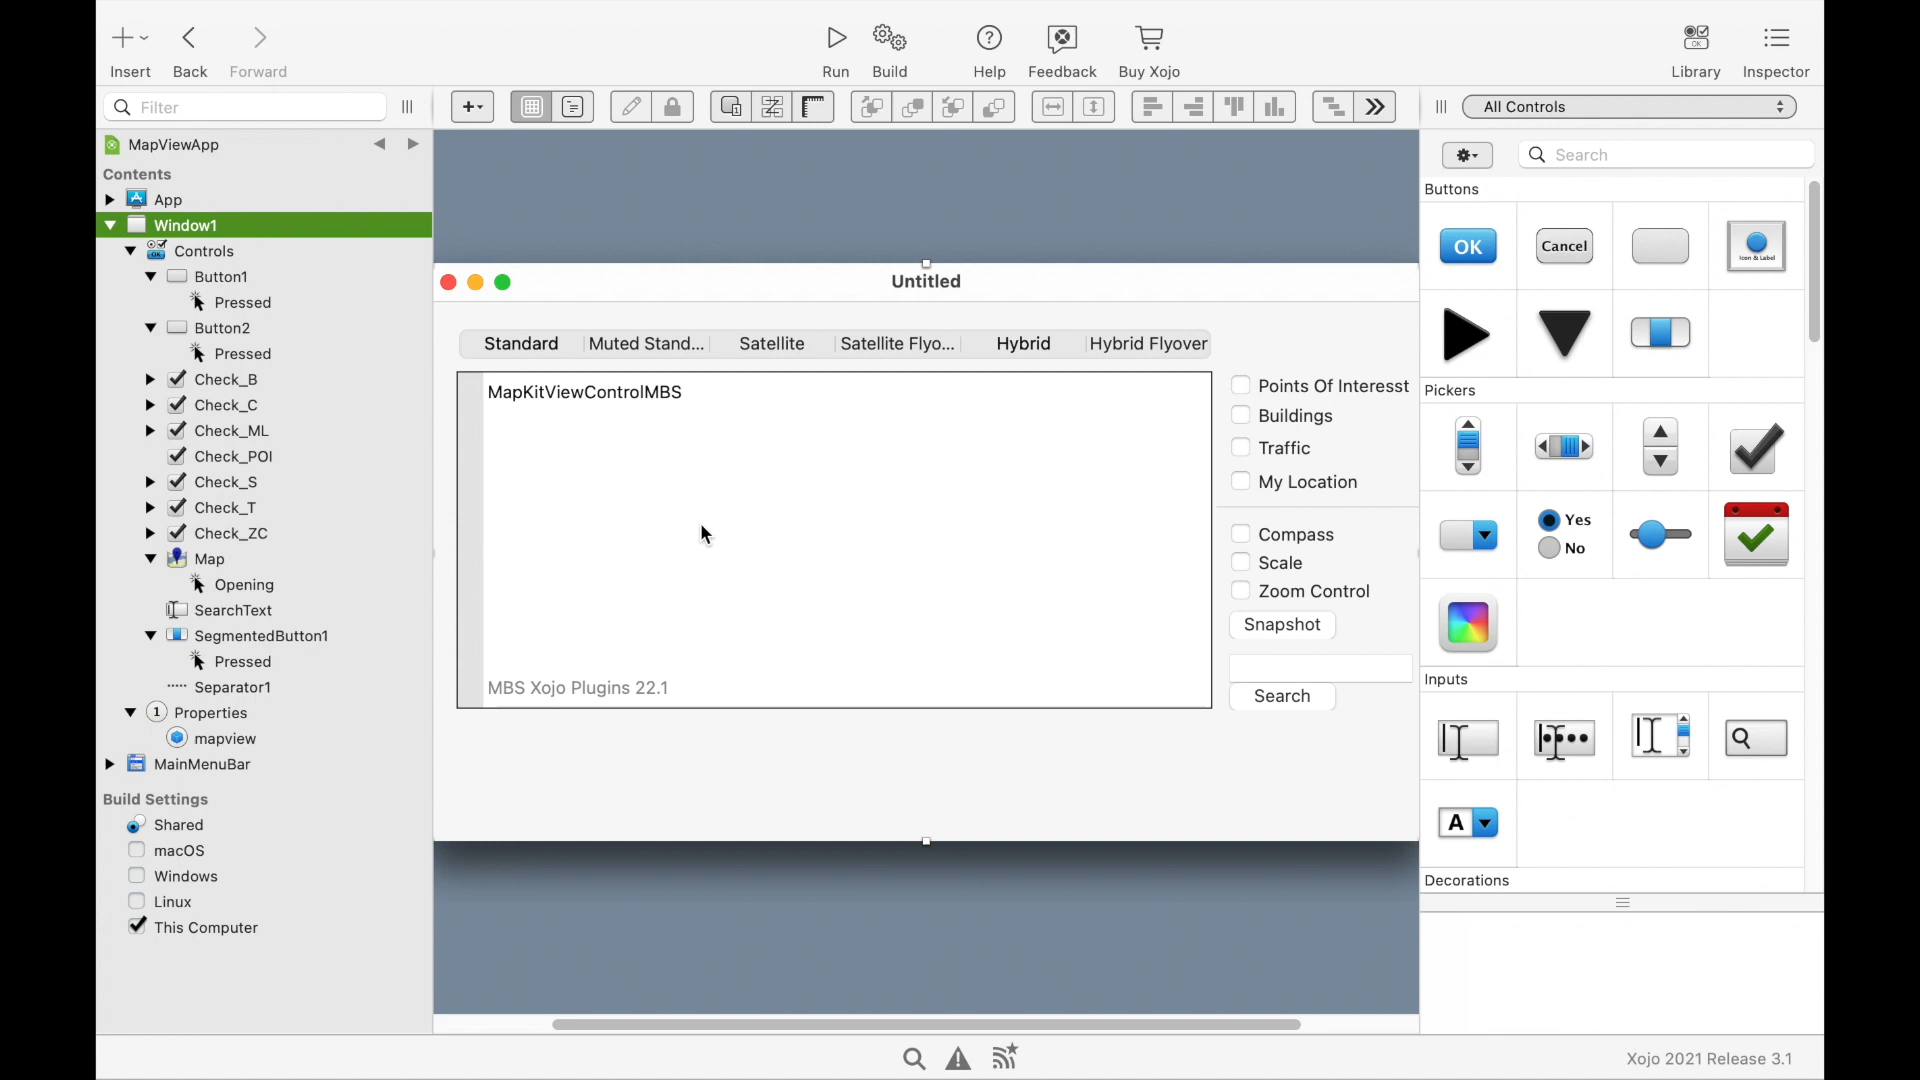 Insert
Back
Forward
Run
Build
Help
Feedback
Buy Xojo
Library
Inspector
Filter
All Controls
MapViewApp
Search
Contents
App
Window1
Controls
Button1
Pressed
Button2
Pressed
Check_B
Check_C
Check_ML
Check_POI
Check_S
Check_T
Check_ZC
Map
Opening
SearchText
SegmentedButton1
Pressed
Separator1
1 Properties
mapview
MainMenuBar
Build Settings
Shared
macOS
Windows
Linux
This Computer
Untitled
Standard Muted Stand... Satellite Satellite Flyo... Hybrid Hybrid Flyover
MapKitViewControlMBS
MBS Xojo Plugins 22.1
Points Of Interesst
Buildings
Traffic
My Location
Compass
Scale
Zoom Control
Snapshot
Search
Buttons
OK
Cancel
Icon & Label
Pickers
Yes
No
Inputs
A
Decorations
Xojo 2021 Release 3.1